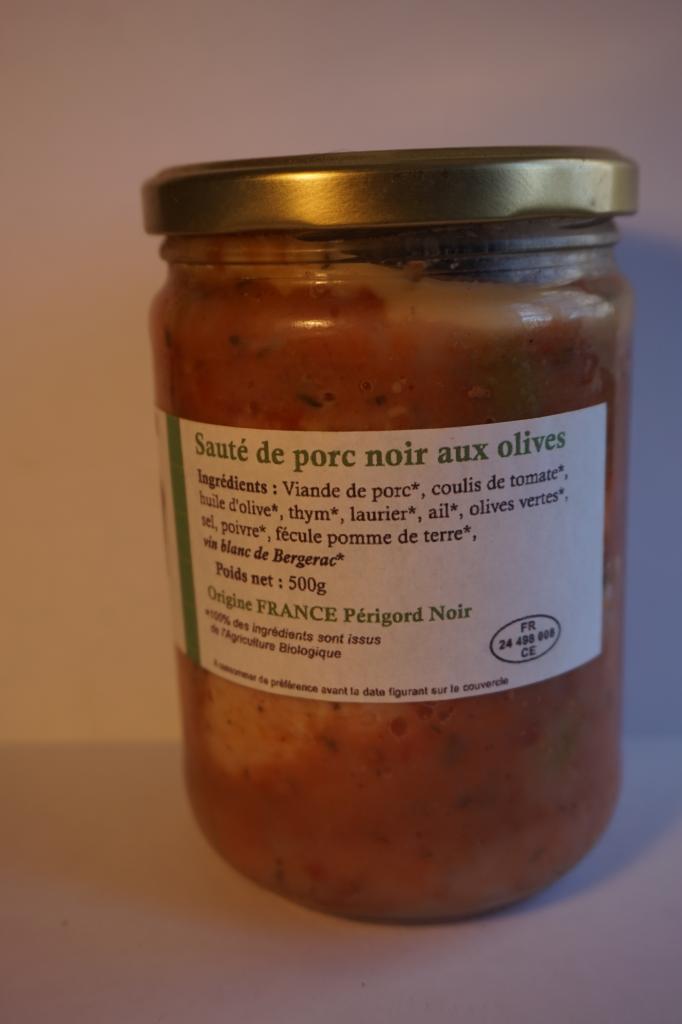 Sauté de porc noir aux olives
Ingrédients : Viande de porc*, coulis de tomate*,
huile d'olive*, thym*, laurier*, ail*, olives vertes*,
sel, poivre*, fécule pomme de terre*,
vin blanc de Bergerac*
Poids net : 500g
Origine FRANCE Périgord Noir
*100% des ingrédients sont issus
de l'Agriculture Biologique
FR
24 498 008
CE
A consommer de préférence avant la date figurant sur le couvercle